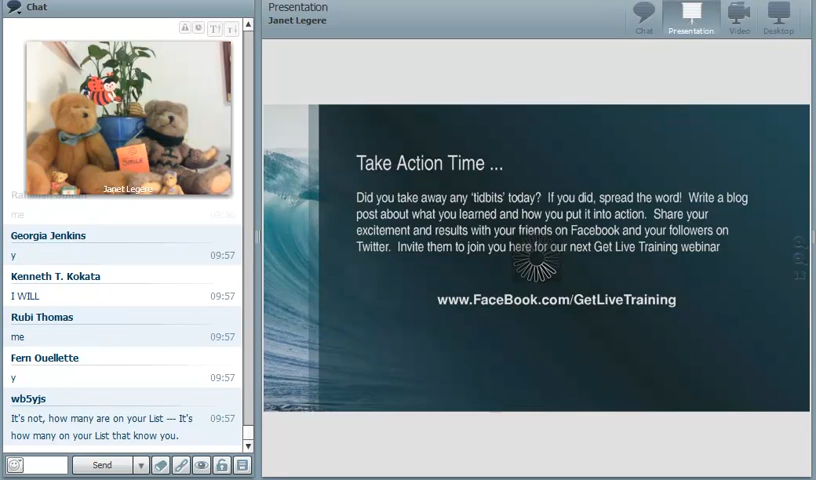 Chat
Janet Legere
me
Georgia Jenkins
y 09:57
Kenneth T. Kokata
I WILL 09:57
Rubi Thomas
me 09:57
Fern Ouellette
y 09:57
wb5yjs
It's not, how many are on your List --- It's 09:57
how many on your List that know you.
Send
Presentation
Janet Legere
Chat Presentation Video Desktop
Take Action Time ...
Did you take away any 'tidbits' today? If you did, spread the word! Write a blog
post about what you learned and how you put it into action. Share your
excitement and results with your friends on Facebook and your followers on
Twitter. Invite them to join you here for our next Get Live Training webinar
www.FaceBook.com/GetLiveTraining